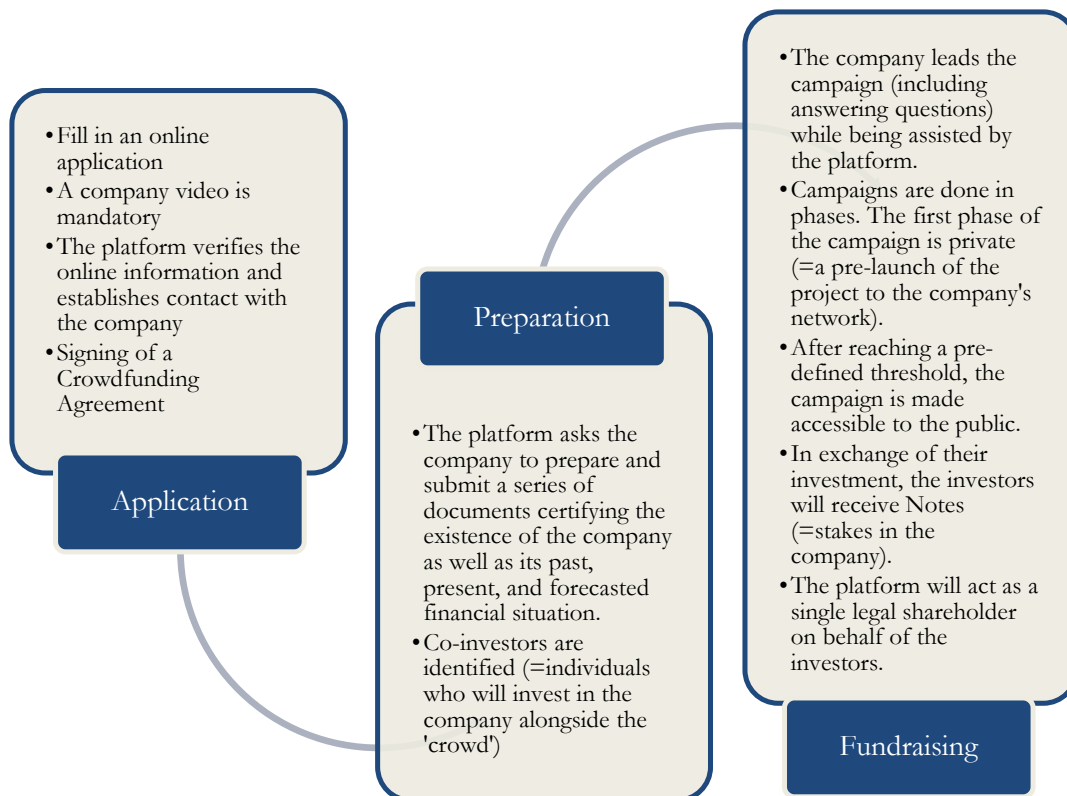 •Fill in an online
application
•A company video is
mandatory
•The platform verifies the
online information and
establishes contact with
the company
•Signing of a
Crowdfunding
Agreement
Application
Preparation
•The platform asks the
company to prepare and
submit a series of
documents certifying the
existence of the company
as well as its past,
present, and forecasted
financial situation.
•Co-investors are
identified (=individuals
who will invest in the
company alongside the
'crowd')
•The company leads the
campaign (including
answering questions)
while being assisted by
the platform.
•Campaigns are done in
phases. The first phase of
the campaign is private
(=a pre-launch of the
project to the company's
network).
•After reaching a pre-
defined threshold, the
campaign is made
accessible to the public.
•In exchange of their
investment, the investors
will receive Notes
(=stakes in the
company).
•The platform will act as a
single legal shareholder
on behalf of the
investors.
Fundraising